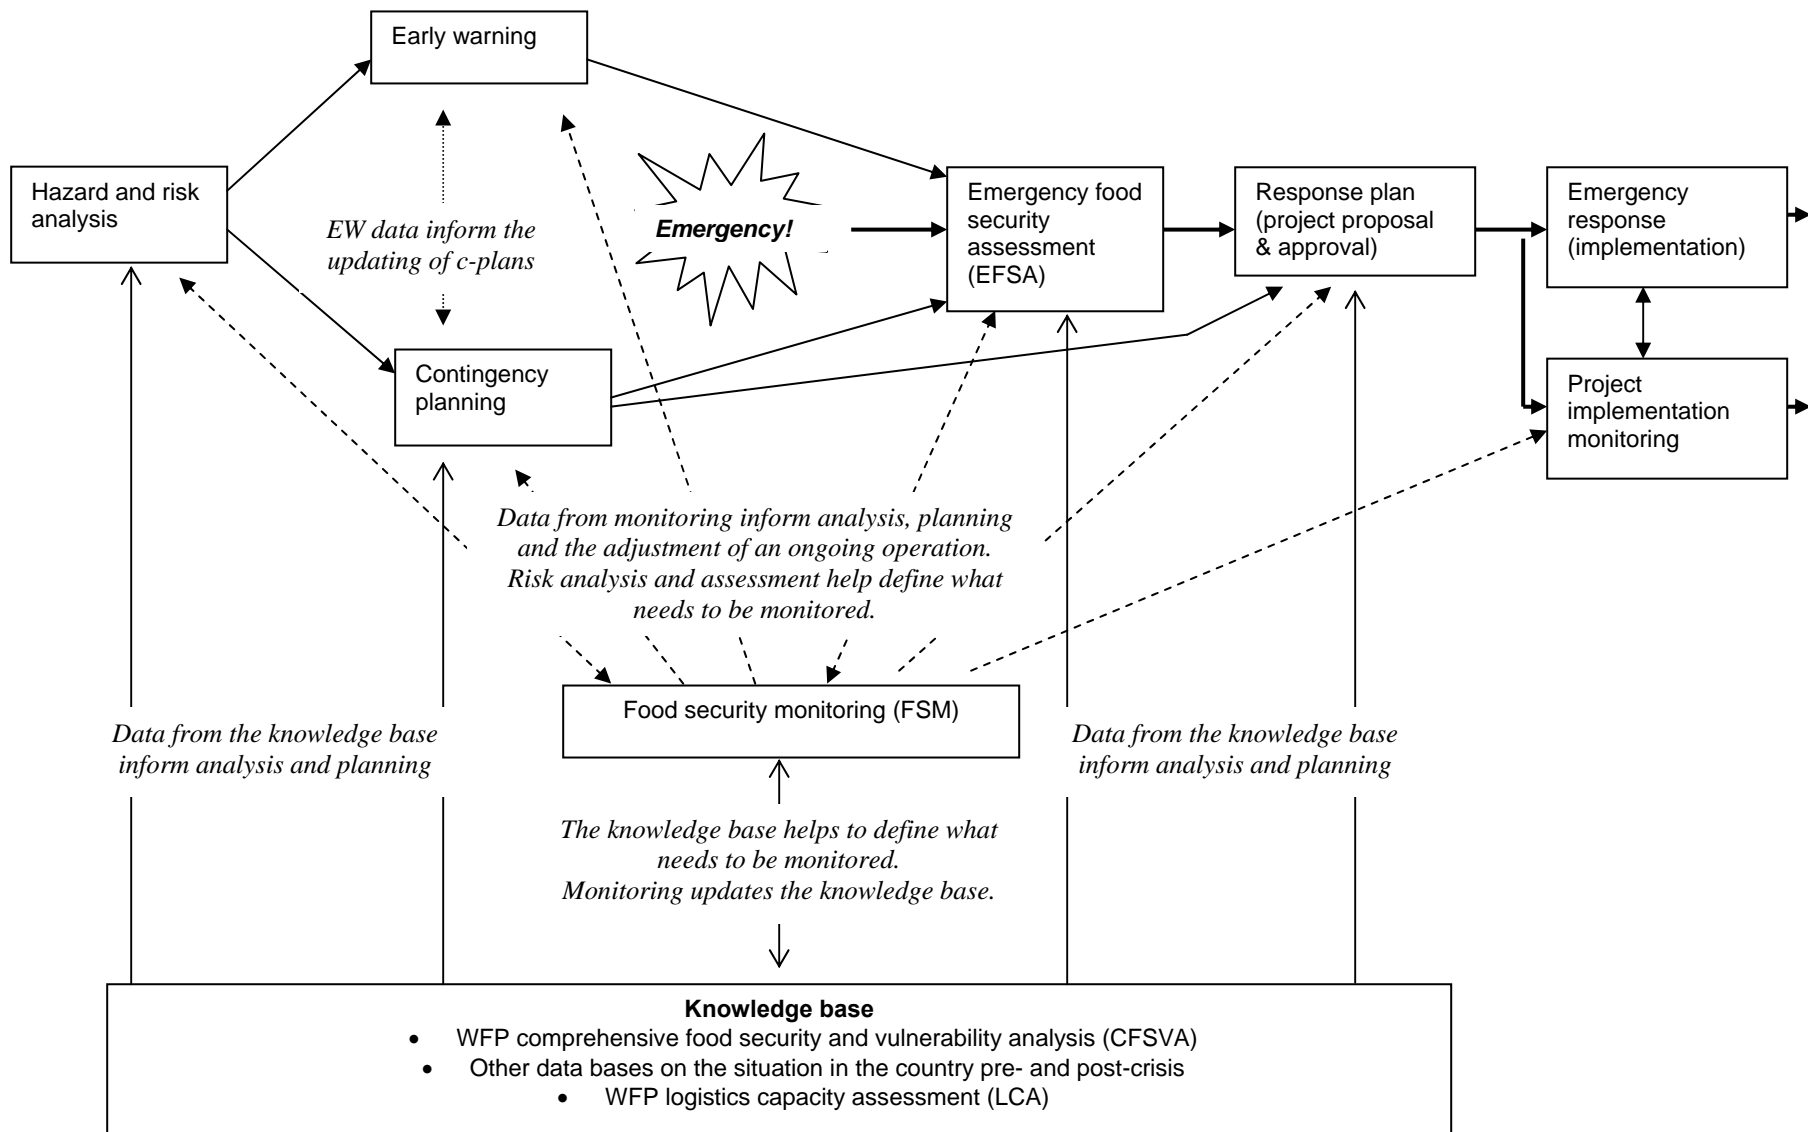 Early warning
Hazard and risk
analysis
EW data inform the
updating of c-plans
Emergency!
Emergency food
security
assessment
(EFSA)
Response plan
(project proposal
& approval)
Emergency
response
(implementation)
Contingency
planning
Project
implementation
monitoring
Data from monitoring inform analysis, planning
and the adjustment of an ongoing operation.
Risk analysis and assessment help define what
needs to be monitored.
Food security monitoring (FSM)
Data from the knowledge base
inform analysis and planning
Data from the knowledge base
inform analysis and planning
The knowledge base helps to define what
needs to be monitored.
Monitoring updates the knowledge base.
Knowledge base
• WFP comprehensive food security and vulnerability analysis (CFSVA)
• Other data bases on the situation in the country pre- and post-crisis
• WFP logistics capacity assessment (LCA)